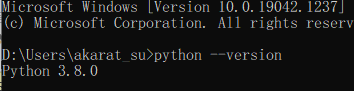 Microsoft Windows [Version 10.0.19042.1237]
(c) Microsoft Corporation. All rights reserv
D:\Users\akarat_su>python --version
Python 3.8.0